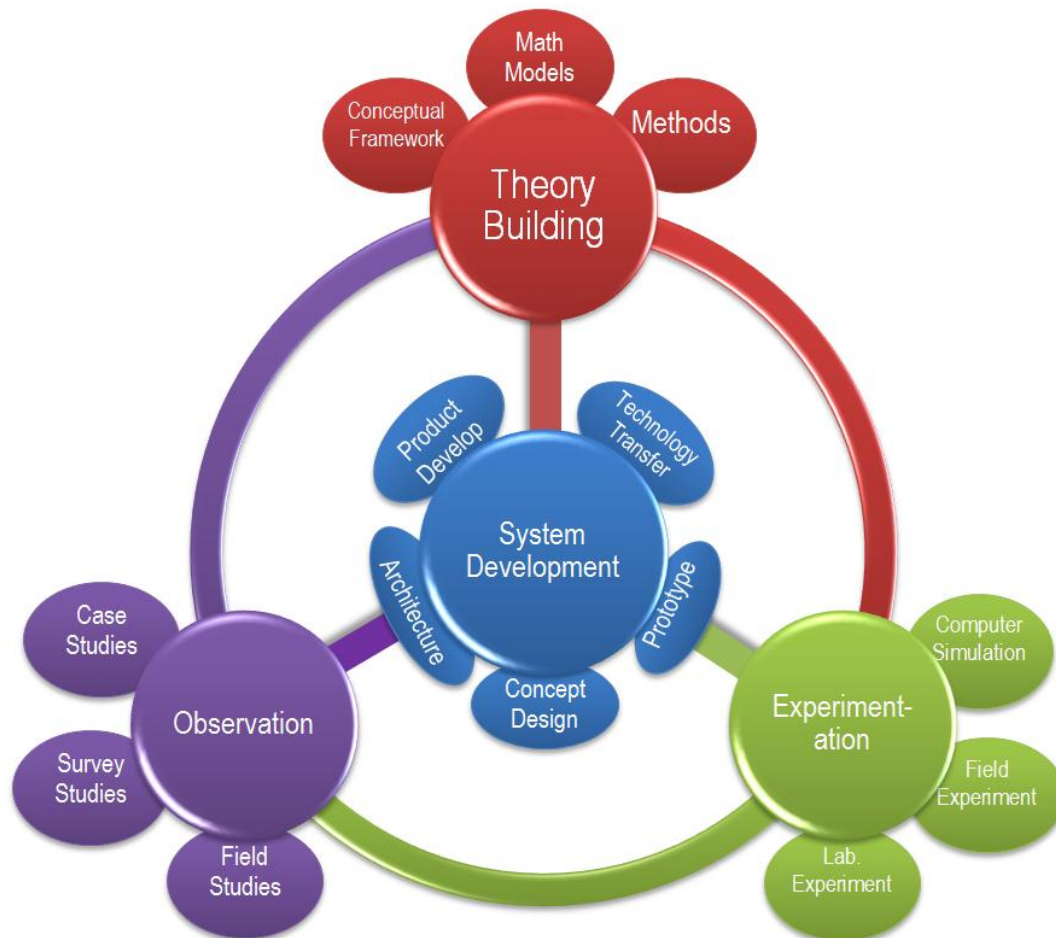 Math
Models
Conceptual
Framework
Methods
Theory
Building
Product
Develop
Technology
Transfer
System
Development
Architecture
Prototype
Concept
Design
Case
Studies
Observation
Survey
Studies
Field
Studies
Computer
Simulation
Experiment-
ation
Field
Experiment
Lab.
Experiment